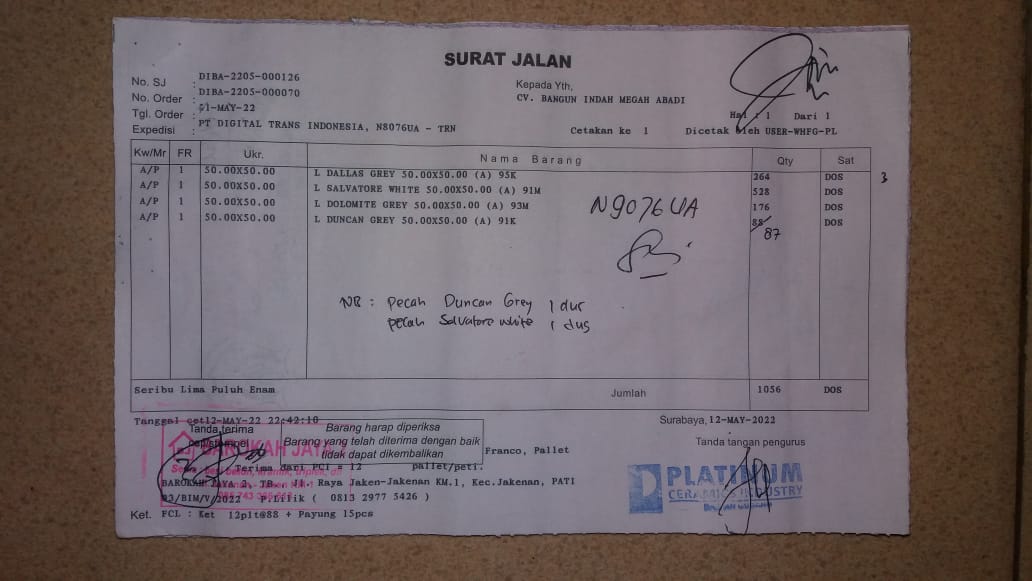 SURAT JALAN
No. SJ : DIBA-2205-000126
No. Order : DIBA-2205-000070
Tgl. Order : 01-MAY-22
Expedisi : PT DIGITAL TRANS INDONESIA, N8076UA - TRN
Kepada Yth,
CV. BANGUN INDAH MEGAH ABADI
Hal : 1 Dari 1
Cetakan ke 1 Dicetak oleh USER-WHFG-PL
Kw/Mr FR Ukr. Nama Barang Qty Sat
A/P 1 50.00X50.00 L DALLAS GREY 50.00X50.00 (A) 95K 264 DOS 3
A/P 1 50.00X50.00 L SALVATORE WHITE 50.00X50.00 (A) 91M 528 DOS
A/P 1 50.00X50.00 L DOLOMITE GREY 50.00X50.00 (A) 93M 176 DOS
A/P 1 50.00X50.00 L DUNCAN GREY 50.00X50.00 (A) 91K 88 DOS
87
N9076UA
NB : pecah Duncan Grey 1 dur
pecah Salvatore white 1 dus
Seribu Lima Puluh Enam Jumlah 1056 DOS
Tanggal cet12-MAY-22 22:42:10
Surabaya, 12-MAY-2022
Tanda terima
Barang harap diperiksa
Barang yang telah diterima dengan baik
tidak dapat dikembalikan
Franco, Pallet
Tanda tangan pengurus
BAROKAH JAYA 2
Terima dari PCI = 12 pallet/peti.
BAROKAH JAYA 2, TB. Jl. Raya Jaken-Jakenan KM.1, Kec.Jakenan, PATI
03/BIM/V/2022 P.Lilik ( 0813 2977 5426 )
Ket. FCL : Ket 12plt@88 + Payung 15pcs
PLATINUM
CERAMICS INDUSTRY